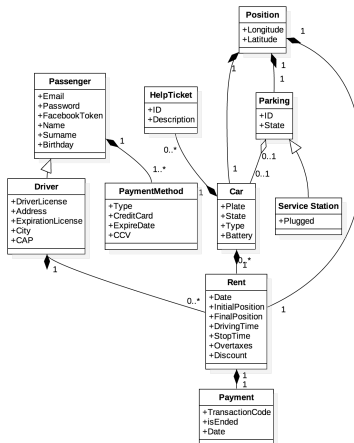 Position
+Longitude
+Latitude
1
1
1
1
Passenger
+Email
+Password
+FacebookToken
+Name
+Surname
+Birthday
1
1..*
HelpTicket
+ID
+Description
0..*
Parking
+ID
+State
0..1
0..1
Driver
+DriverLicense
+Address
+ExpirationLicense
+City
+CAP
1
PaymentMethod
+Type
+CreditCard
+ExpireDate
+CCV
1
1
Car
+Plate
+State
+Type
+Battery
0..*
1
Service Station
+Plugged
Rent
+Date
+InitialPosition
+FinalPosition
+DrivingTime
+StopTime
+Overtaxes
+Discount
0..*
1
1
1
Payment
+TransactionCode
+isEnded
+Date